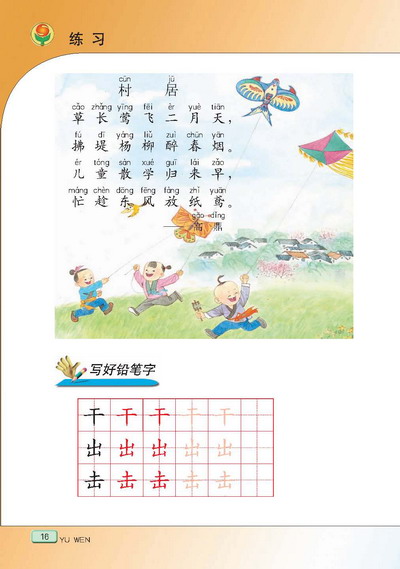 练习
cūn jū
村居
cǎo zhǎng yīng fēi èr yuè tiān
草长莺飞二月天，
fú dī yáng liǔ zuì chūn yān
拂堤杨柳醉春烟。
ér tóng sàn xué guī lái zǎo
儿童散学归来早，
máng chèn dōng fēng fàng zhǐ yuān
忙趁东风放纸鸢。
gāo dǐng
——高鼎
写好铅笔字
干干干干干
出出出出出
击击击击击
16 YU WEN